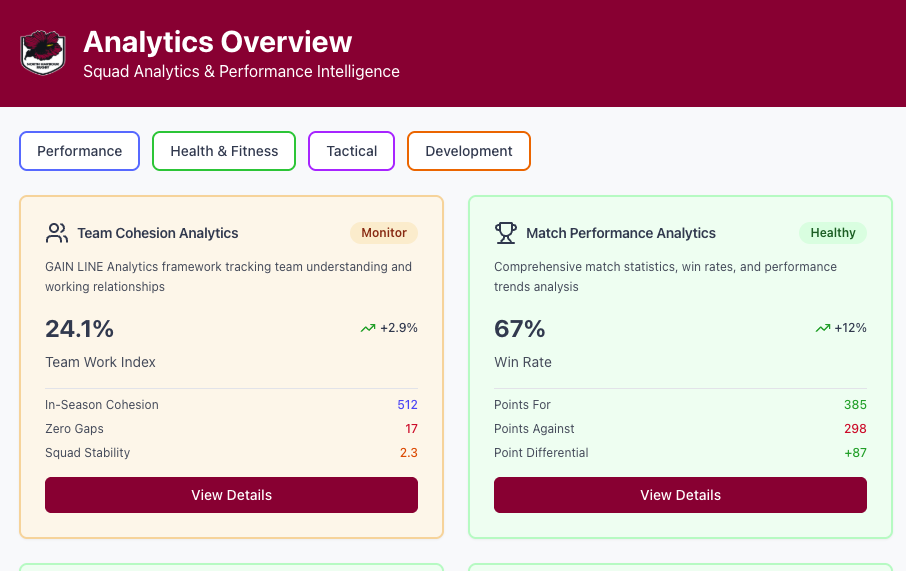 NORTH HARBOUR
RUGBY
Analytics Overview
Squad Analytics & Performance Intelligence
Performance
Health & Fitness
Tactical
Development
Team Cohesion Analytics
Monitor
GAIN LINE Analytics framework tracking team understanding and
working relationships
24.1%
+2.9%
Team Work Index
In-Season Cohesion
512
Zero Gaps
17
Squad Stability
2.3
View Details
Match Performance Analytics
Healthy
Comprehensive match statistics, win rates, and performance
trends analysis
67%
+12%
Win Rate
Points For
385
Points Against
298
Point Differential
+87
View Details